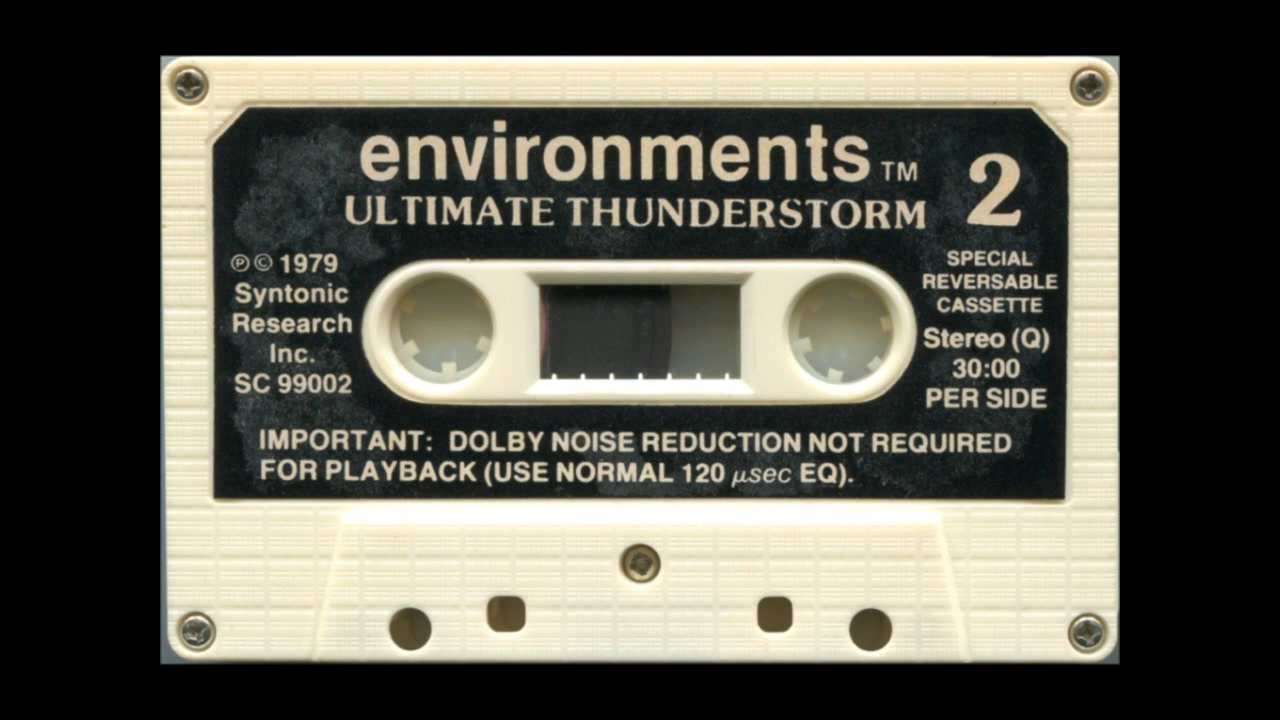 environments TM
ULTIMATE THUNDERSTORM
2
℗ © 1979
Syntonic
Research
Inc.
SC 99002
SPECIAL
REVERSABLE
CASSETTE
Stereo (Q)
30:00
PER SIDE
IMPORTANT: DOLBY NOISE REDUCTION NOT REQUIRED
FOR PLAYBACK (USE NORMAL 120 μsec EQ).